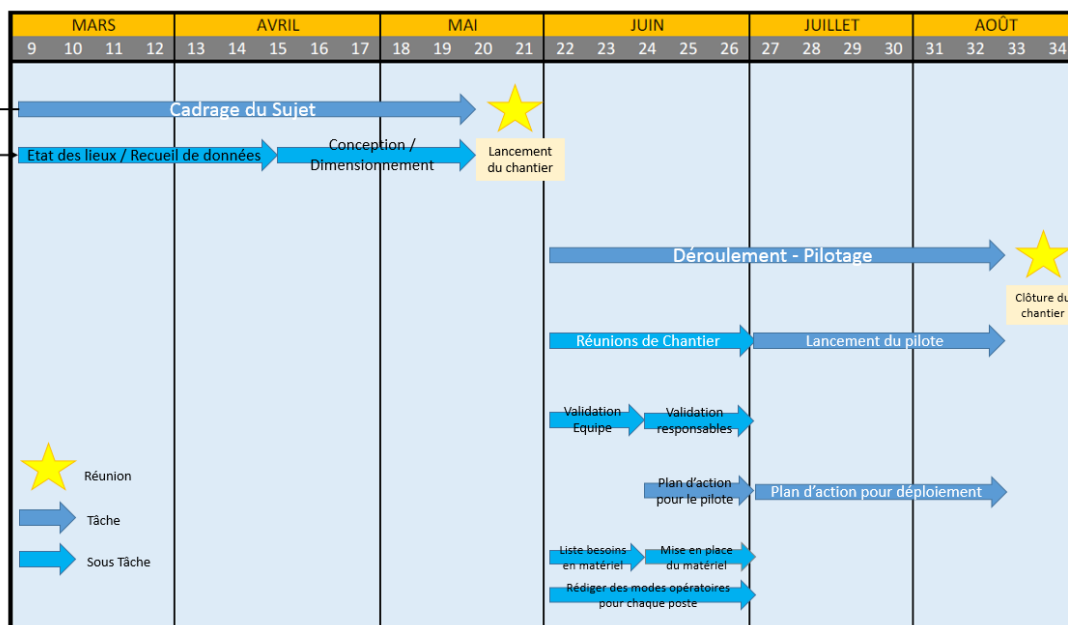 MARS AVRIL MAI JUIN JUILLET AOÛT
9 10 11 12 13 14 15 16 17 18 19 20 21 22 23 24 25 26 27 28 29 30 31 32 33 34
Cadrage du Sujet
Etat des lieux / Recueil de données
Conception /
Dimensionnement
Lancement
du chantier
Déroulement - Pilotage
Clôture du
chantier
Réunions de Chantier
Lancement du pilote
Validation
Equipe
Validation
responsables
Réunion
Plan d’action
pour le pilote
Plan d’action pour déploiement
Tâche
Liste besoins
en matériel
Mise en place
du matériel
Sous Tâche
Rédiger des modes opératoires
pour chaque poste